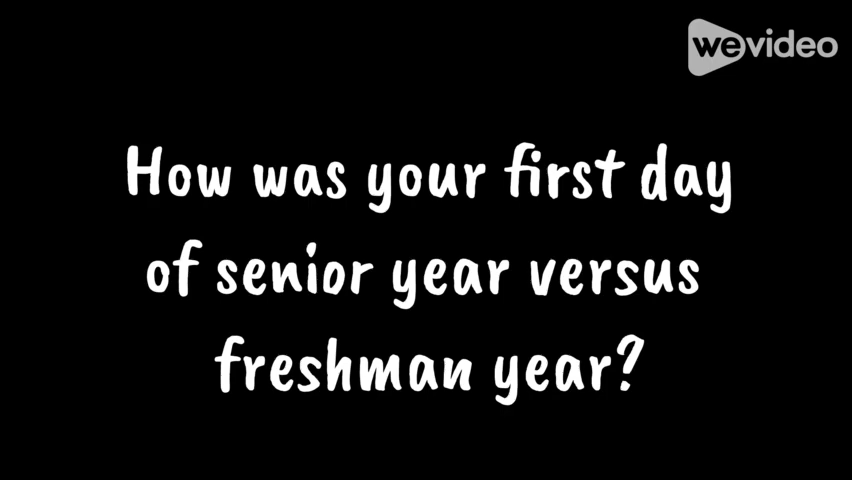 wevideo
How was your first day
of senior year versus
freshman year?